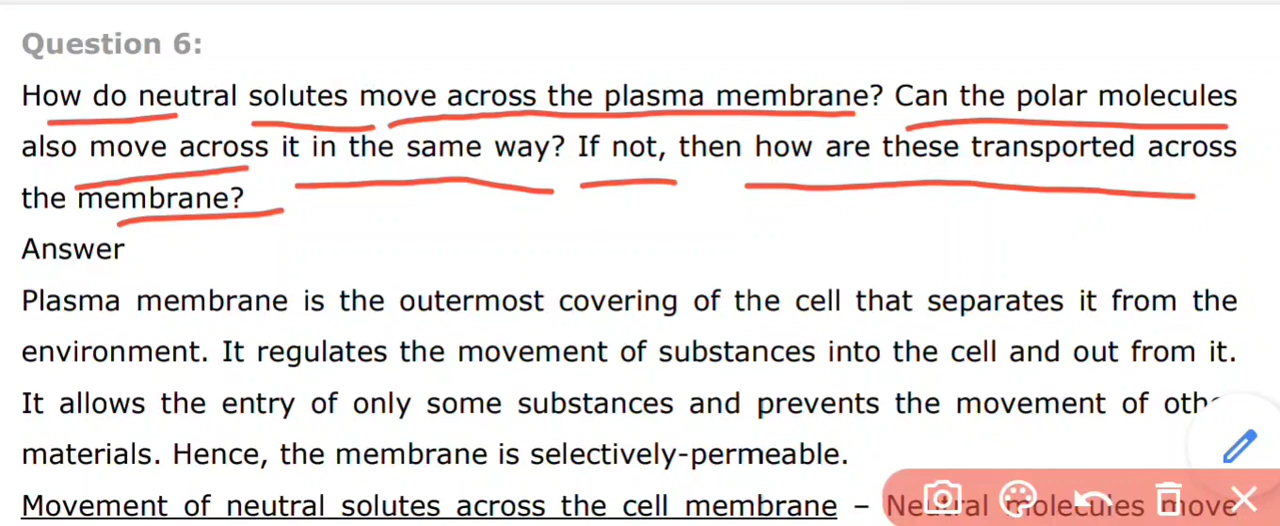 Question 6:
How do neutral solutes move across the plasma membrane? Can the polar molecules
also move across it in the same way? If not, then how are these transported across
the membrane?
Answer
Plasma membrane is the outermost covering of the cell that separates it from the
environment. It regulates the movement of substances into the cell and out from it.
It allows the entry of only some substances and prevents the movement of other
materials. Hence, the membrane is selectively-permeable.
Movement of neutral solutes across the cell membrane – Neutral molecules move